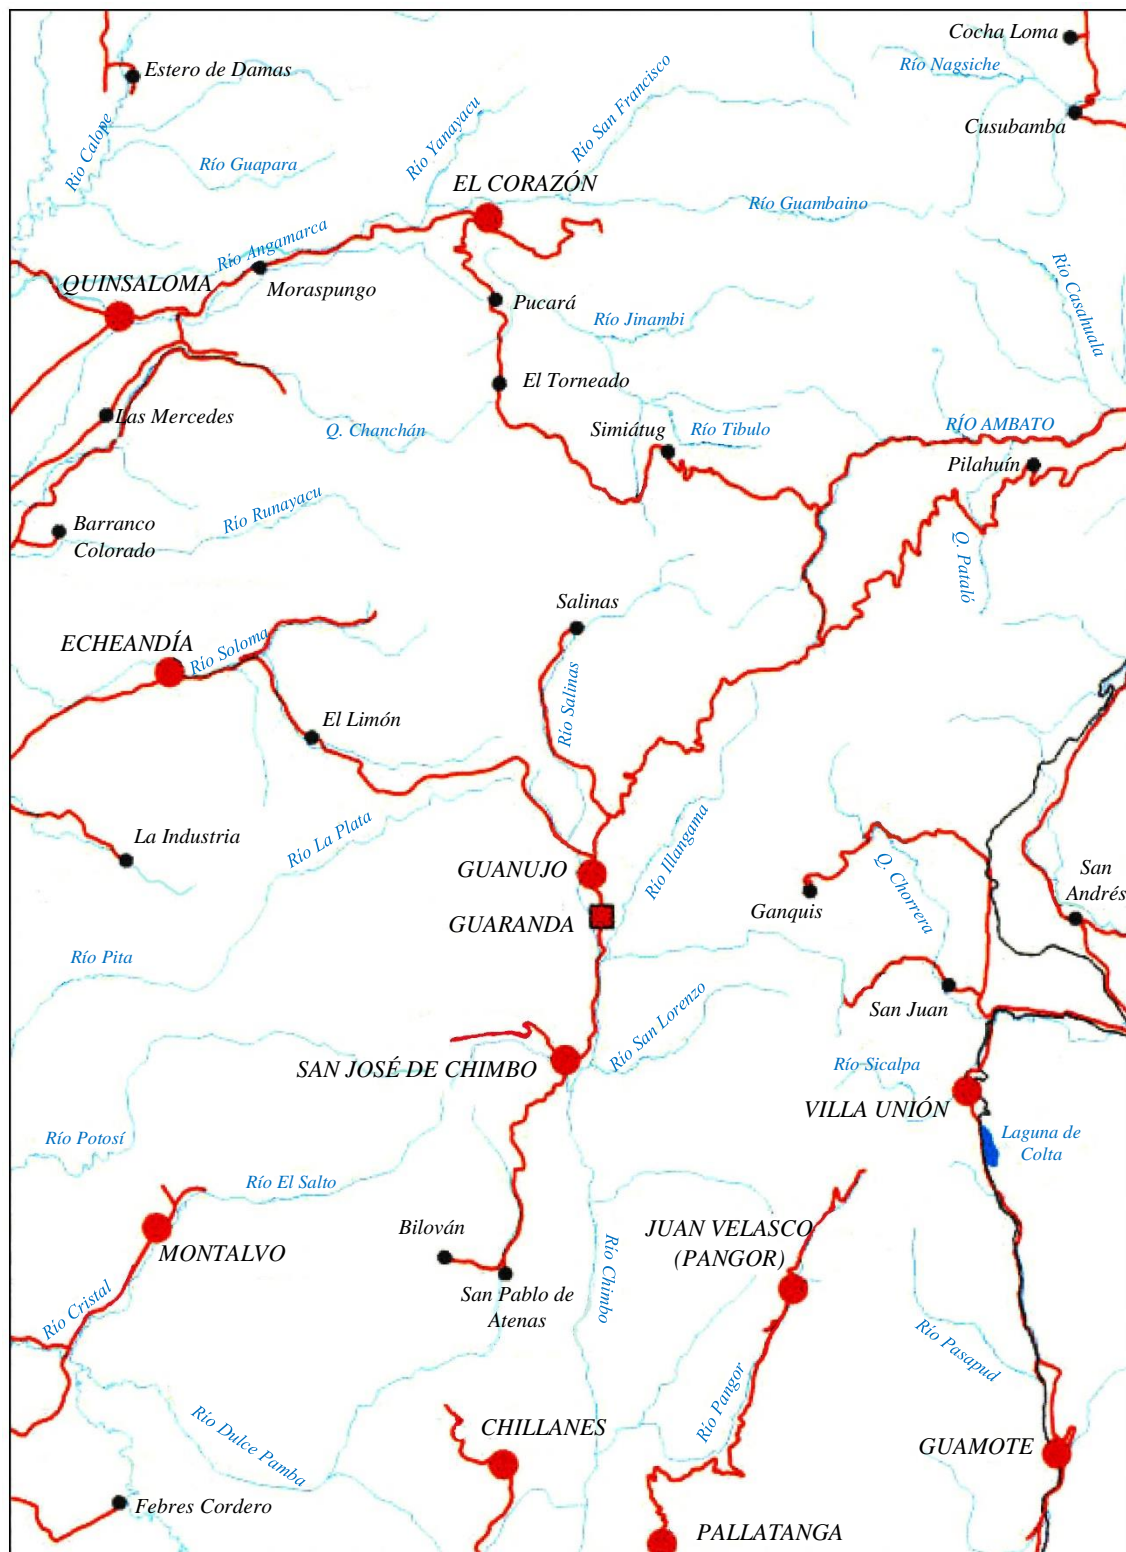 Cocha Loma
Río Nagsiche
Estero de Damas
Río San Francisco
Río Yanayacu
Río Calope
Cusubamba
Río Guapara
EL CORAZÓN
Río Guambaino
Río Angamarca
QUINSALOMA
Moraspungo
Pucará
Río Casahuala
Río Jinambi
El Torneado
Las Mercedes
Q. Chanchán
Simiátug
Río Tibulo
RÍO AMBATO
Pilahuín
Río Runayacu
Barranco
Colorado
Q. Pataló
Salinas
ECHEANDÍA
Río Soloma
Río Salinas
El Limón
La Industria
Río La Plata
Río Illangama
GUANUJO
Q. Chorrera
San
Andrés
Ganquis
GUARANDA
Río Pita
San Juan
Río San Lorenzo
SAN JOSÉ DE CHIMBO
Río Sicalpa
VILLA UNIÓN
Río Potosí
Laguna de
Colta
Río El Salto
MONTALVO
Bilován
JUAN VELASCO
(PANGOR)
Río Chimbo
San Pablo de
Atenas
Río Cristal
Río Pasapud
Río Pangor
Río Dulce Pamba
CHILLANES
GUAMOTE
Febres Cordero
PALLATANGA